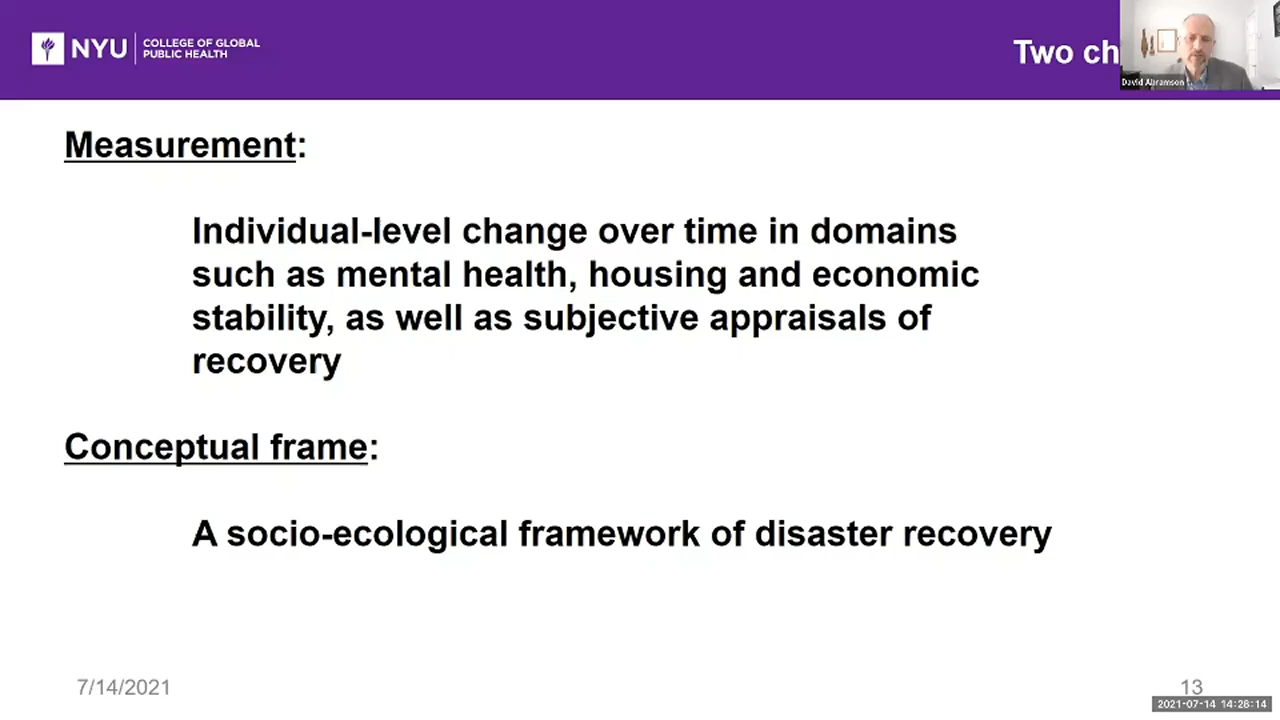 NYU
COLLEGE OF GLOBAL
PUBLIC HEALTH
Two ch
David Abramson
Measurement:
Individual-level change over time in domains
such as mental health, housing and economic
stability, as well as subjective appraisals of
recovery
Conceptual frame:
A socio-ecological framework of disaster recovery
7/14/2021
13
2021-07-14 14:28:14